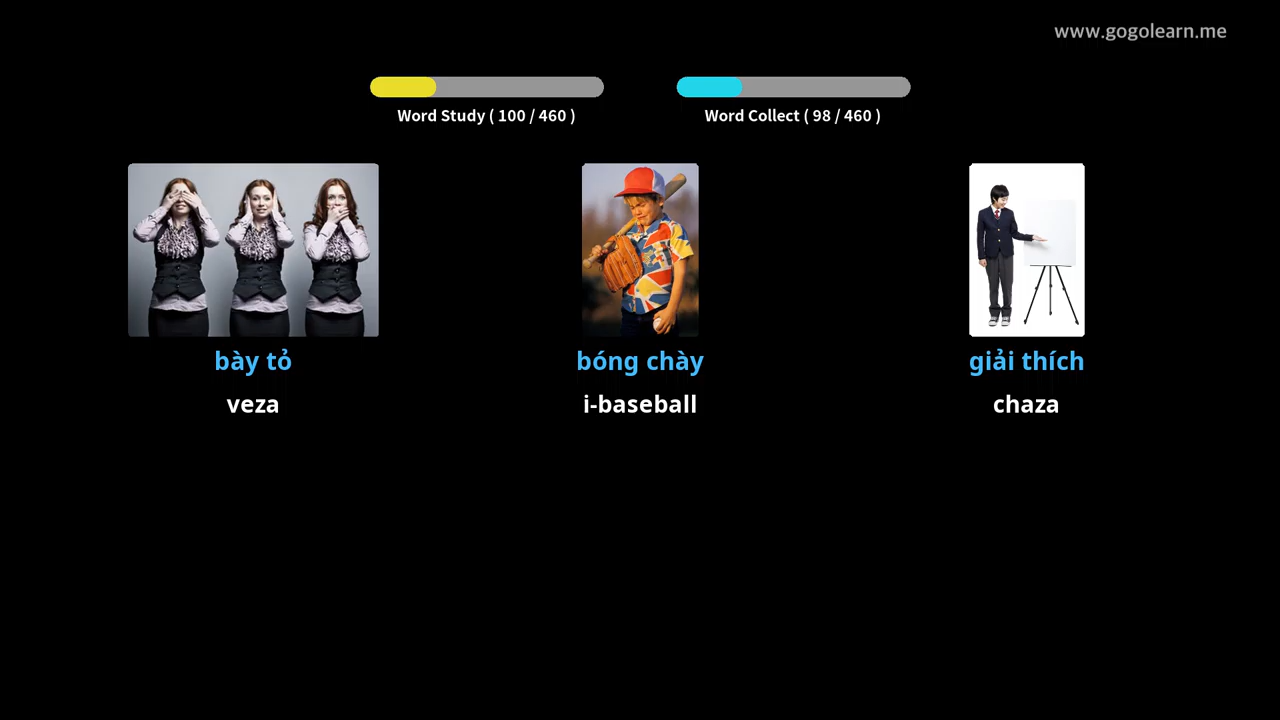 www.gogolearn.me
Word Study ( 100 / 460 )
Word Collect ( 98 / 460 )
bày tỏ
veza
bóng chày
i-baseball
giải thích
chaza